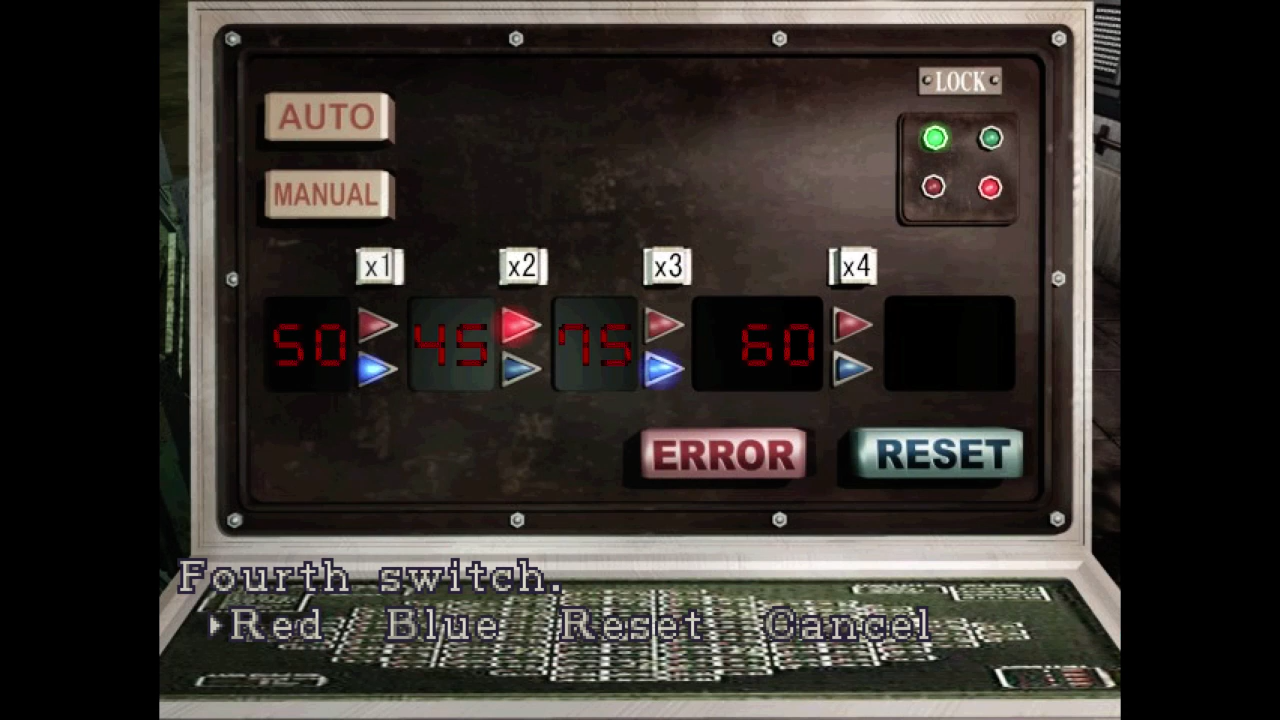 LOCK
AUTO
MANUAL
x1 x2 x3 x4
50 45 75 60
ERROR RESET
Fourth switch.
Red Blue Reset Cancel